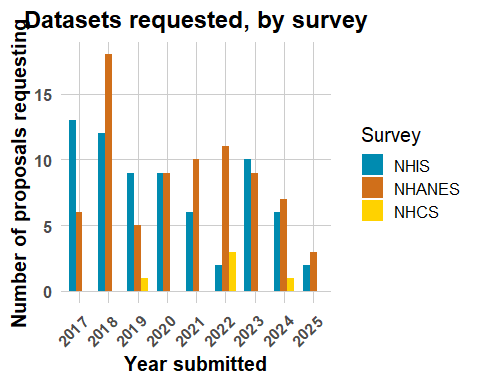 Datasets requested, by survey
Number of proposals requesting
15
10
5
0
2017
2018
2019
2020
2021
2022
2023
2024
2025
Year submitted
Survey
NHIS
NHANES
NHCS